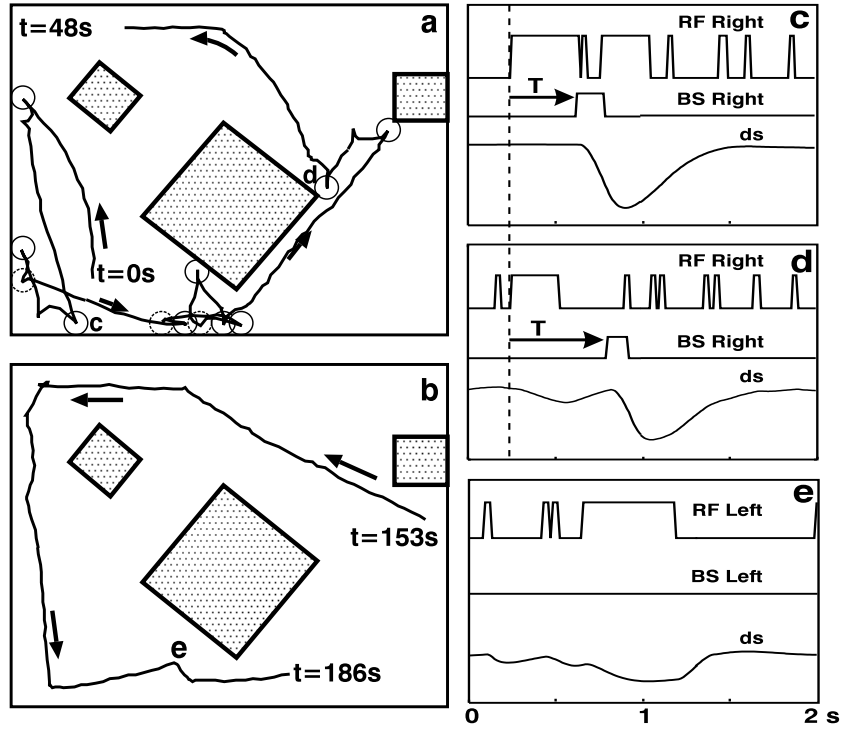 t=48s
a
d
t=0s
c
b
t=153s
e
t=186s
c
RF Right
T
BS Right
ds
d
RF Right
T
BS Right
ds
e
RF Left
BS Left
ds
0 1 2 s